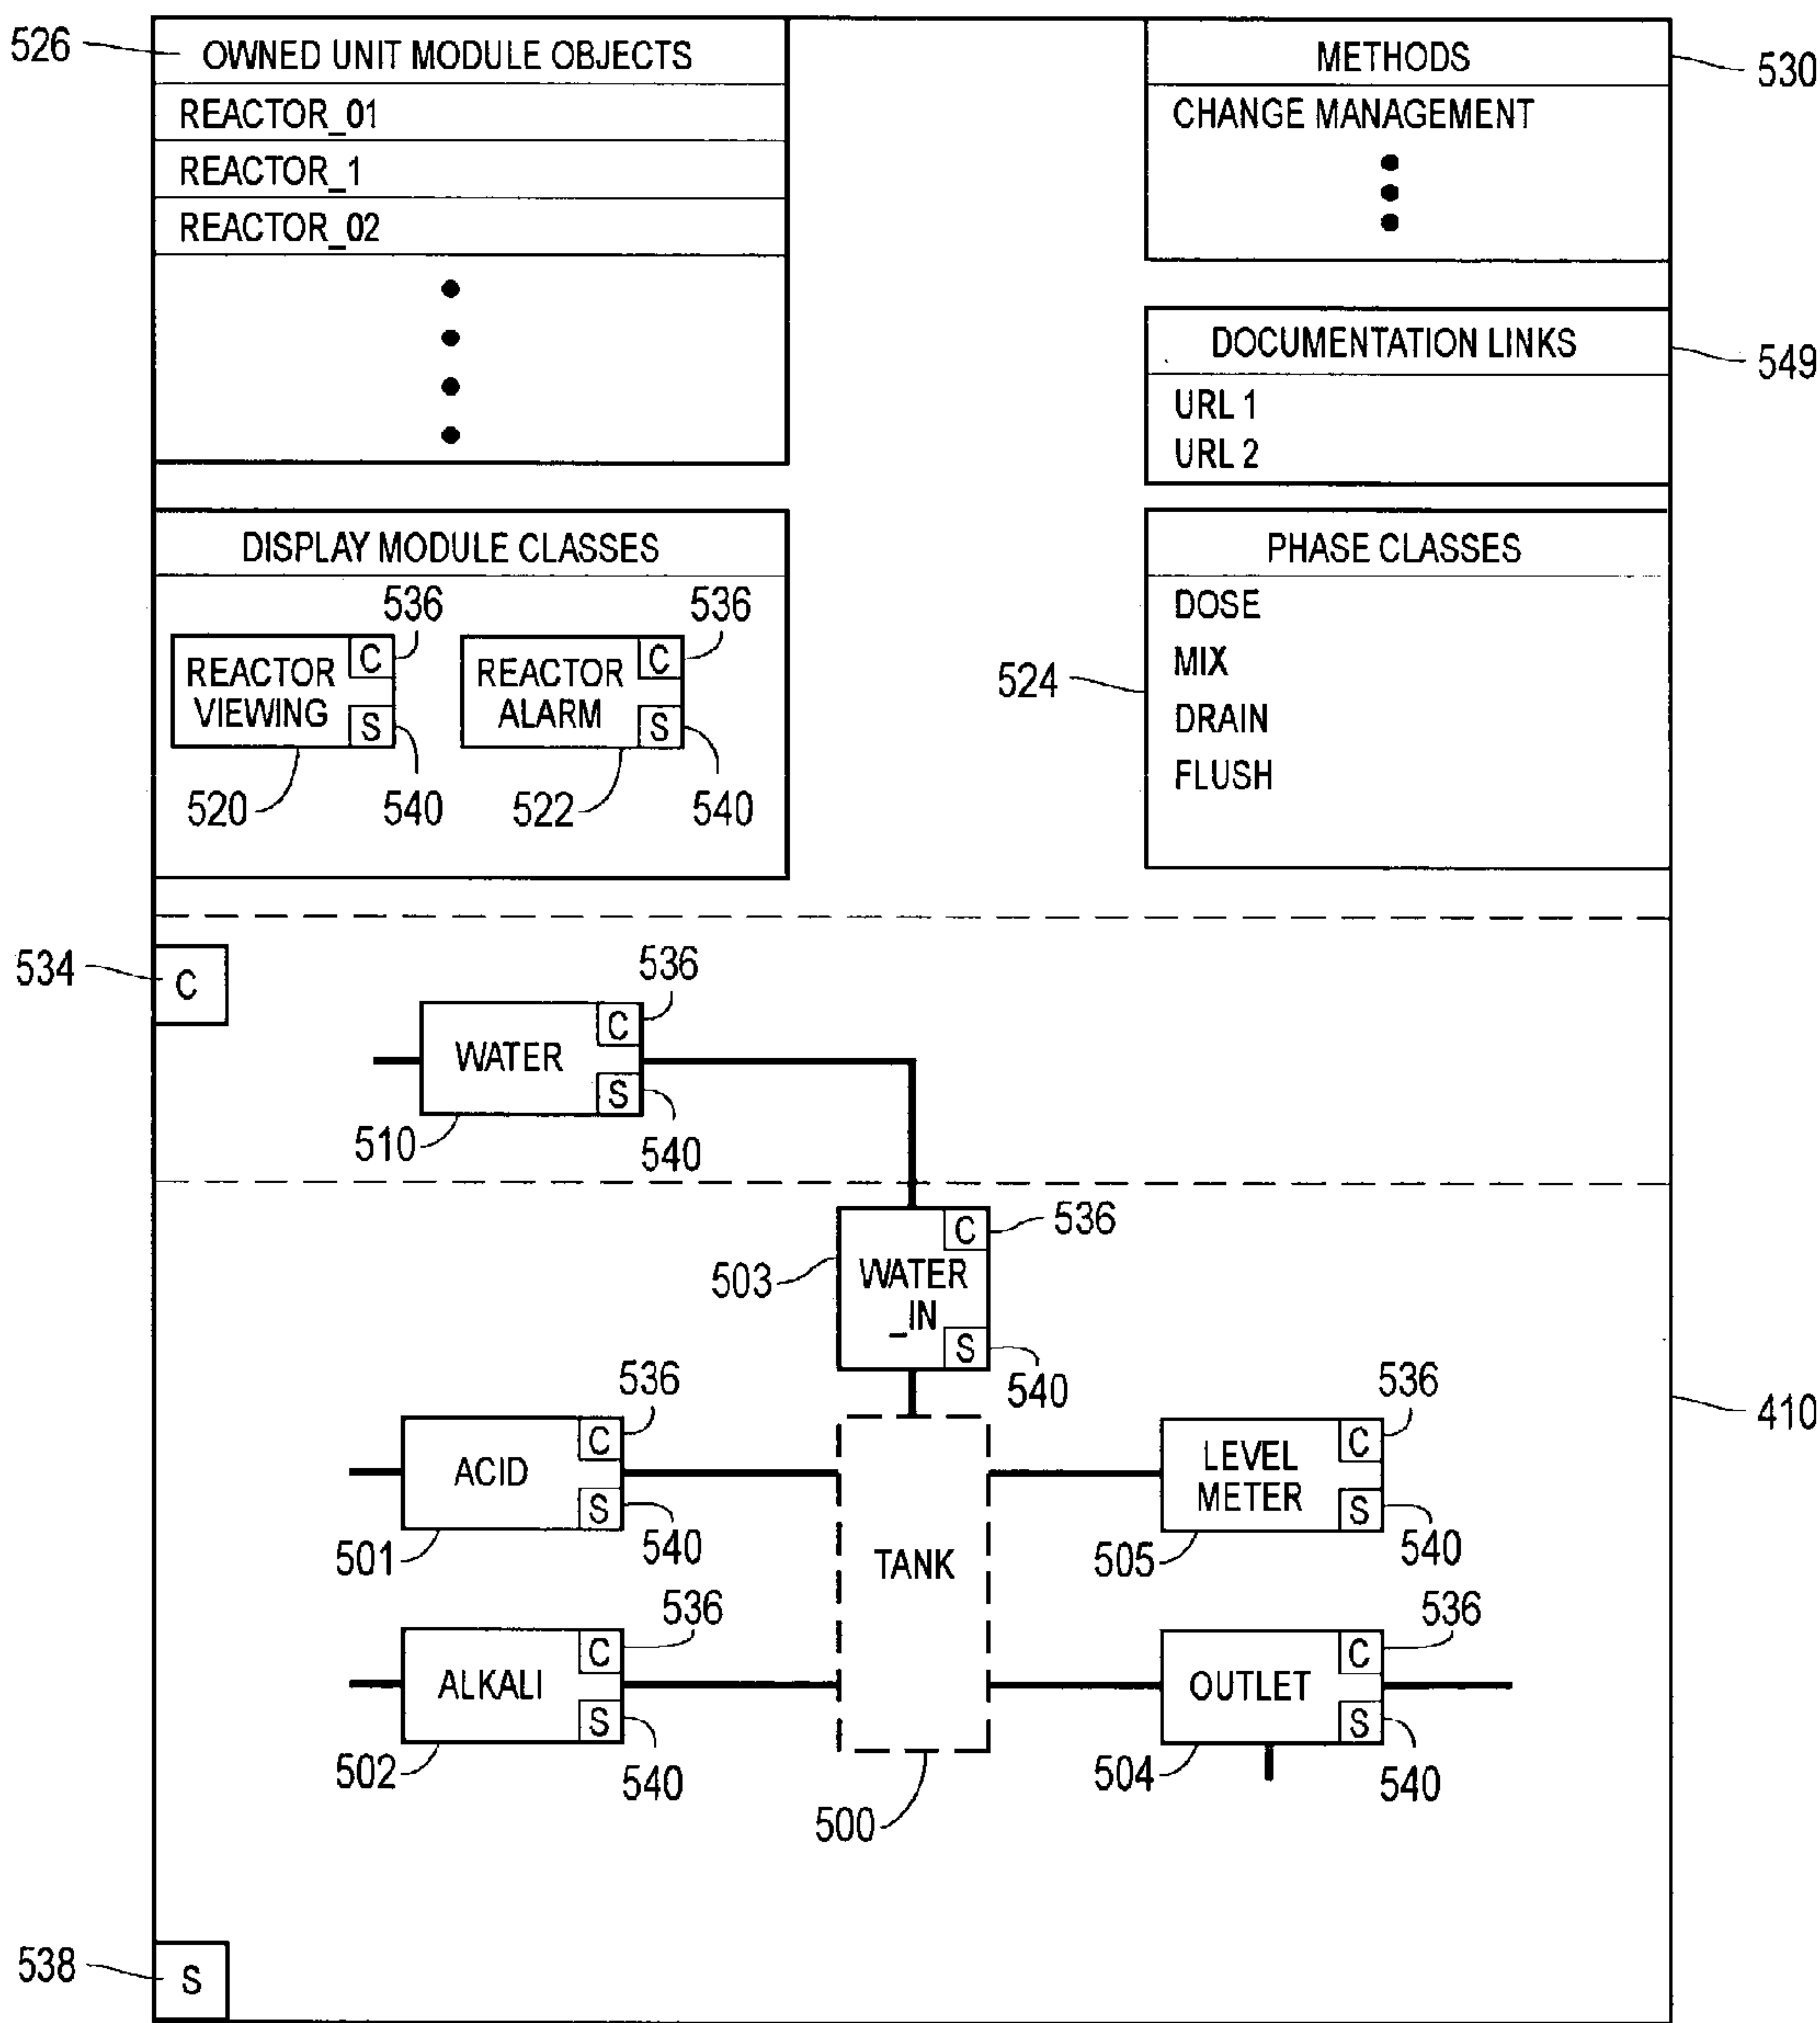 526
OWNED UNIT MODULE OBJECTS
REACTOR_01
REACTOR_1
REACTOR_02
METHODS
530
CHANGE MANAGEMENT
DOCUMENTATION LINKS
549
URL 1
URL 2
DISPLAY MODULE CLASSES
536
536
REACTOR
VIEWING
C
S
REACTOR
ALARM
C
S
520
540
522
540
PHASE CLASSES
524
DOSE
MIX
DRAIN
FLUSH
534
C
536
WATER
C
S
510
540
536
503
WATER
_IN
C
S
540
536
ACID
C
S
501
540
536
LEVEL
METER
C
S
505
540
410
TANK
500
536
ALKALI
C
S
502
540
536
OUTLET
C
S
504
540
538
S